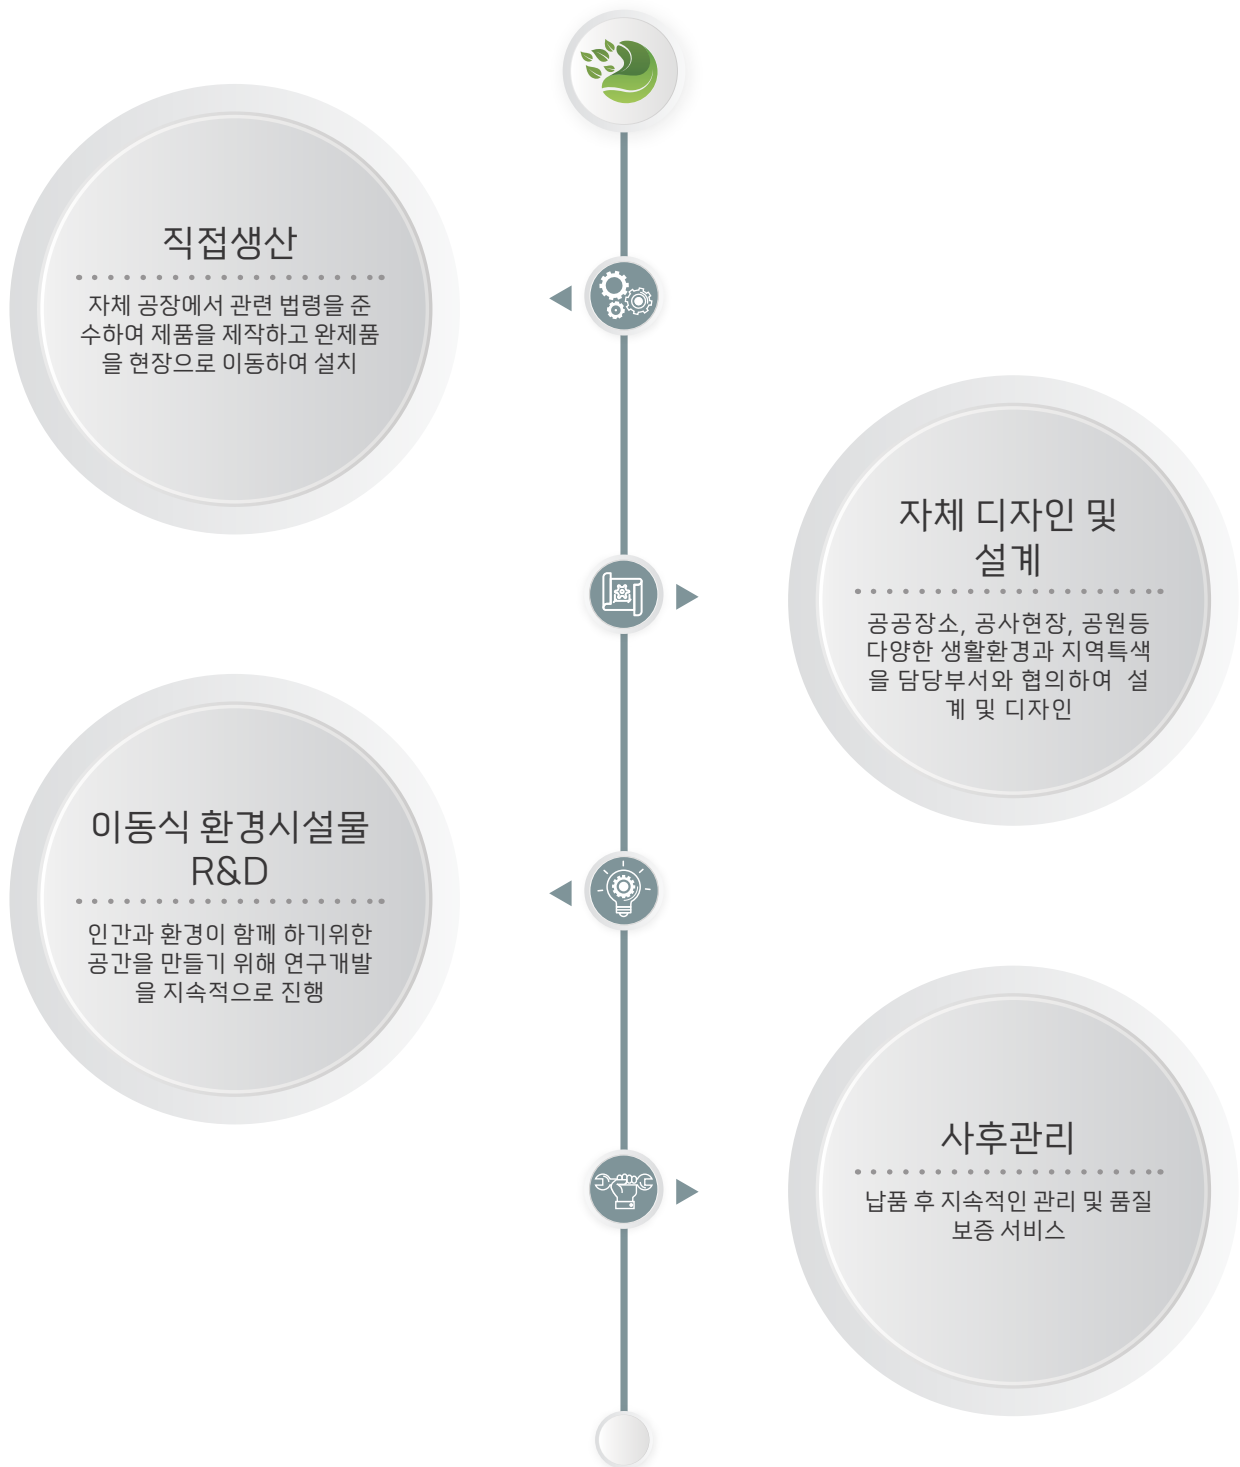 직접생산
자체 공장에서 관련 법령을 준
수하여 제품을 제작하고 완제품
을 현장으로 이동하여 설치
자체 디자인 및
설계
공공장소, 공사현장, 공원등
다양한 생활환경과 지역특색
을 담당부서와 협의하여 설
계 및 디자인
이동식 환경시설물
R&D
인간과 환경이 함께 하기위한
공간을 만들기 위해 연구개발
을 지속적으로 진행
사후관리
납품 후 지속적인 관리 및 품질
보증 서비스